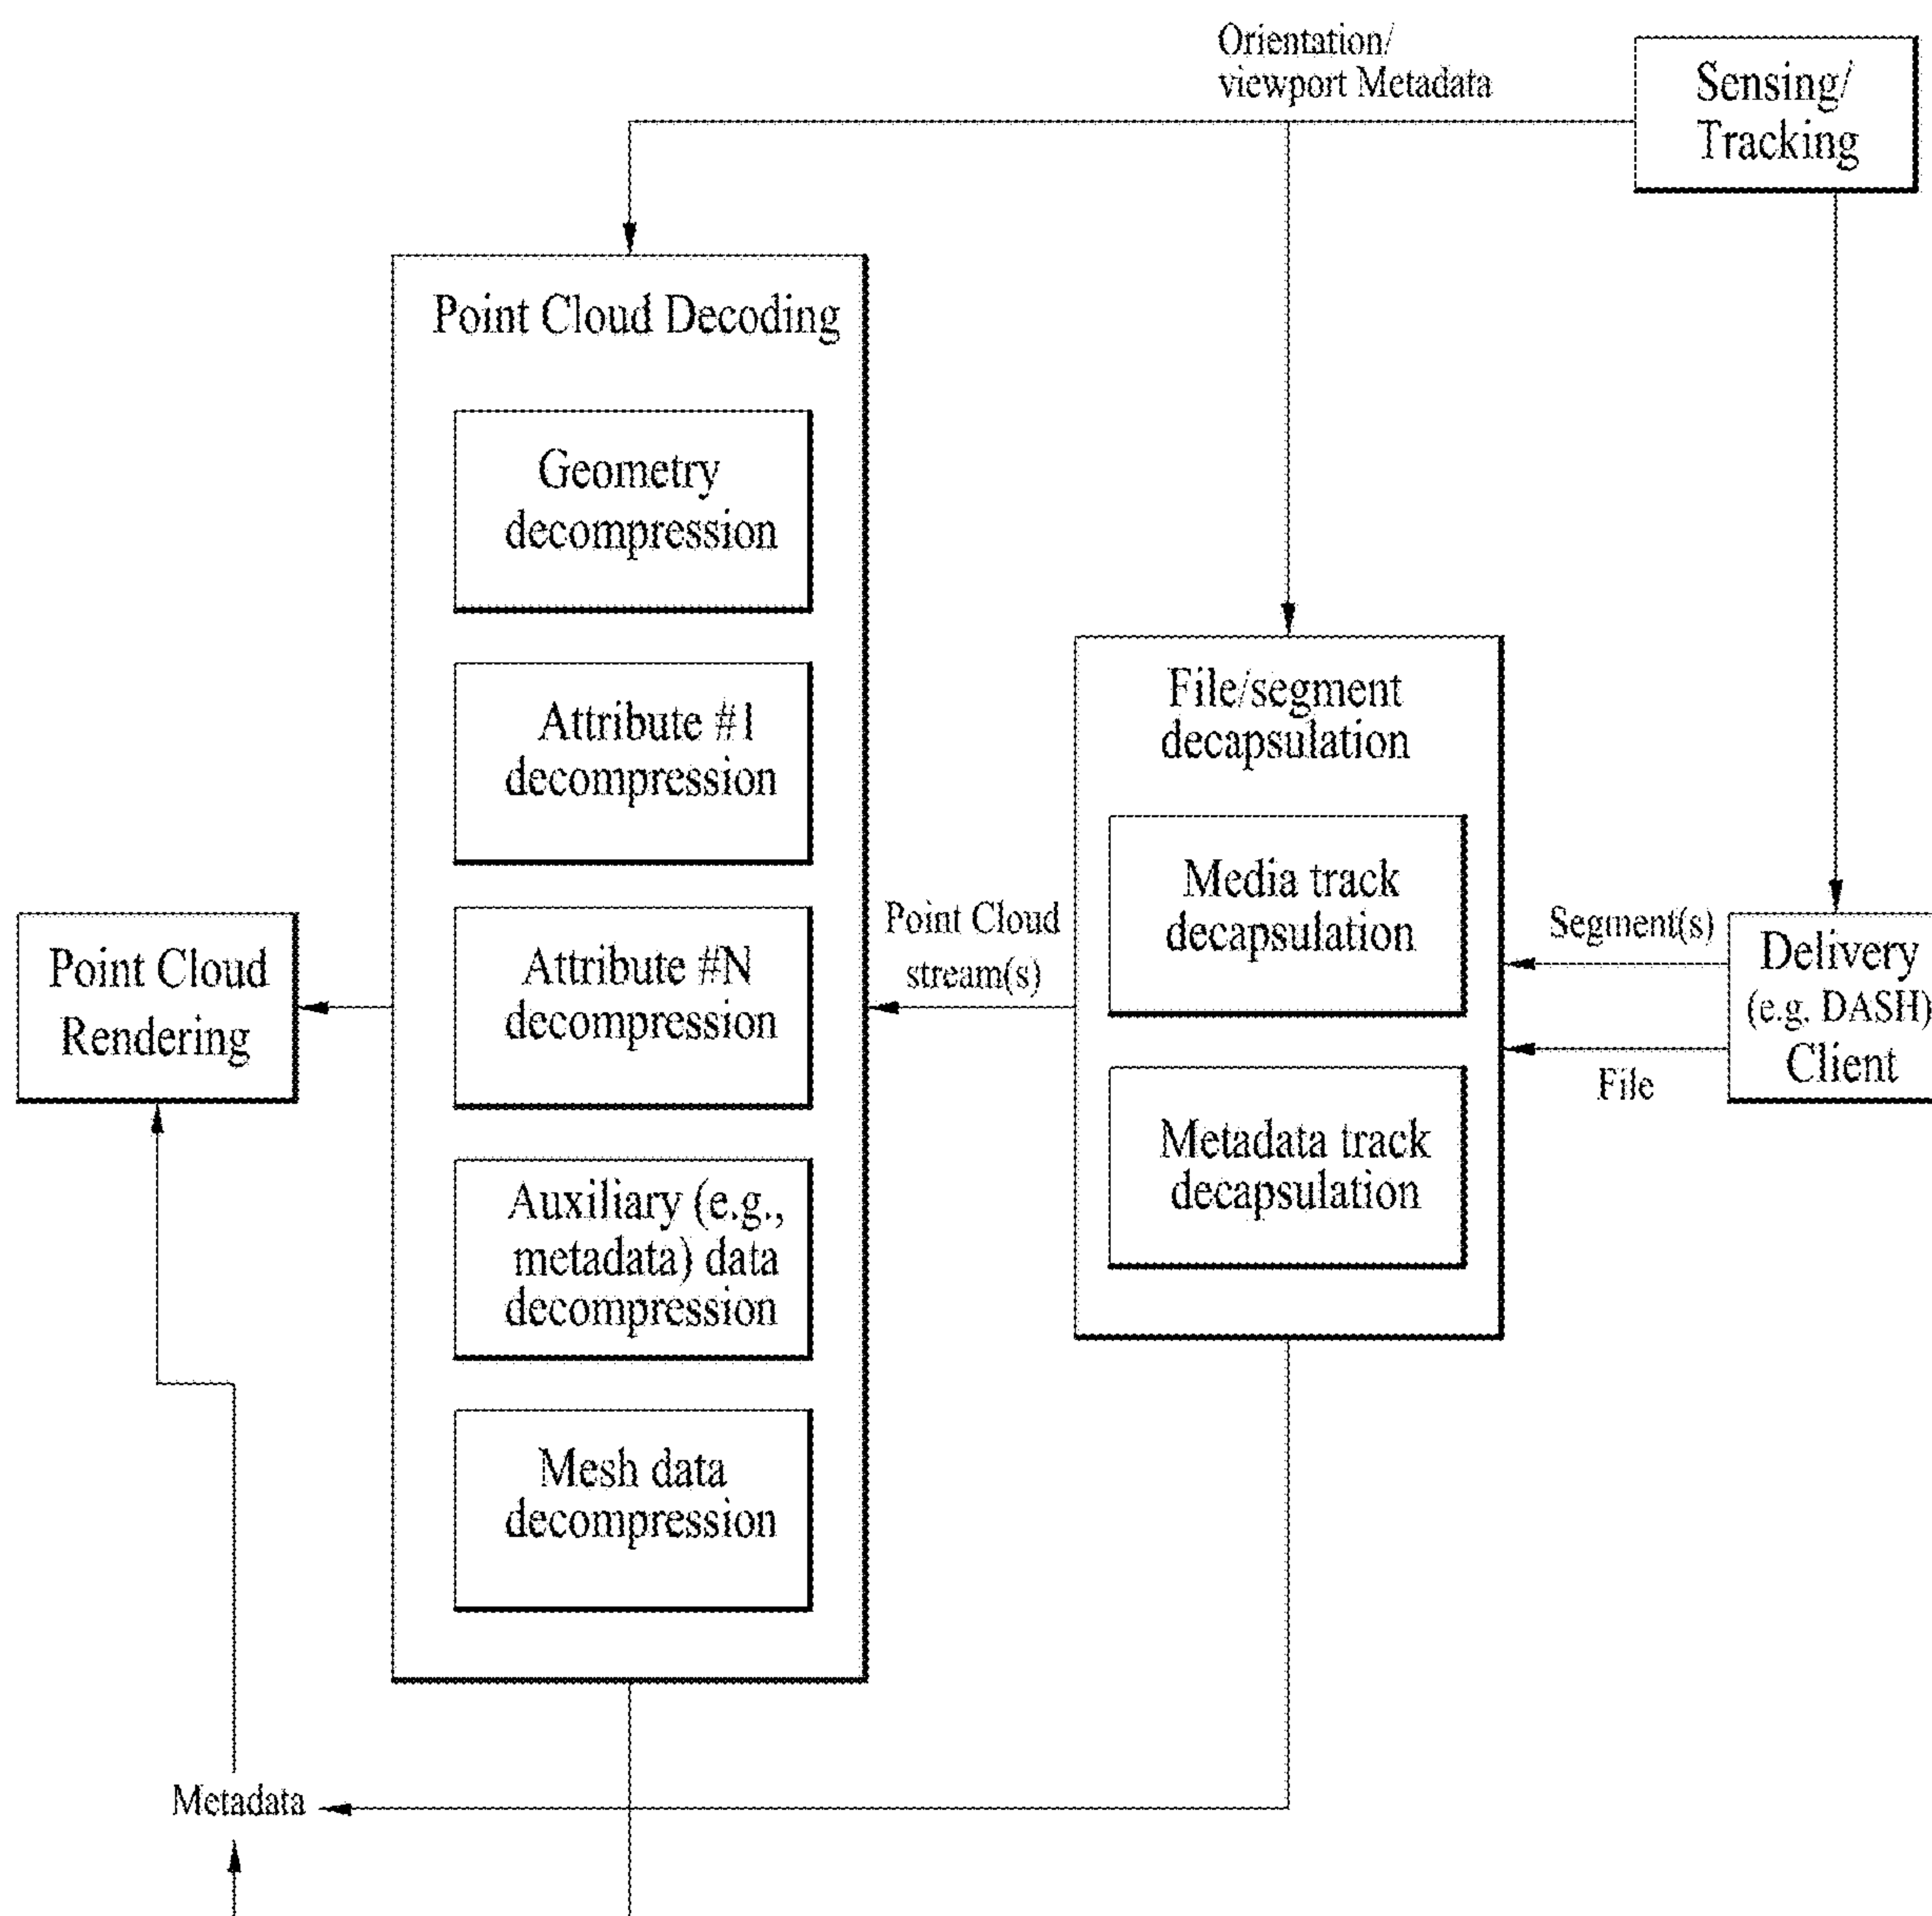 Orientation/
viewport Metadata
Sensing/
Tracking
Point Cloud Decoding
Geometry
decompression
Attribute #1
decompression
Attribute #N
decompression
Auxiliary (e.g.,
metadata) data
decompression
Mesh data
decompression
File/segment
decapsulation
Media track
decapsulation
Metadata track
decapsulation
Point Cloud
stream(s)
Segment(s)
File
Delivery
(e.g. DASH)
Client
Point Cloud
Rendering
Metadata